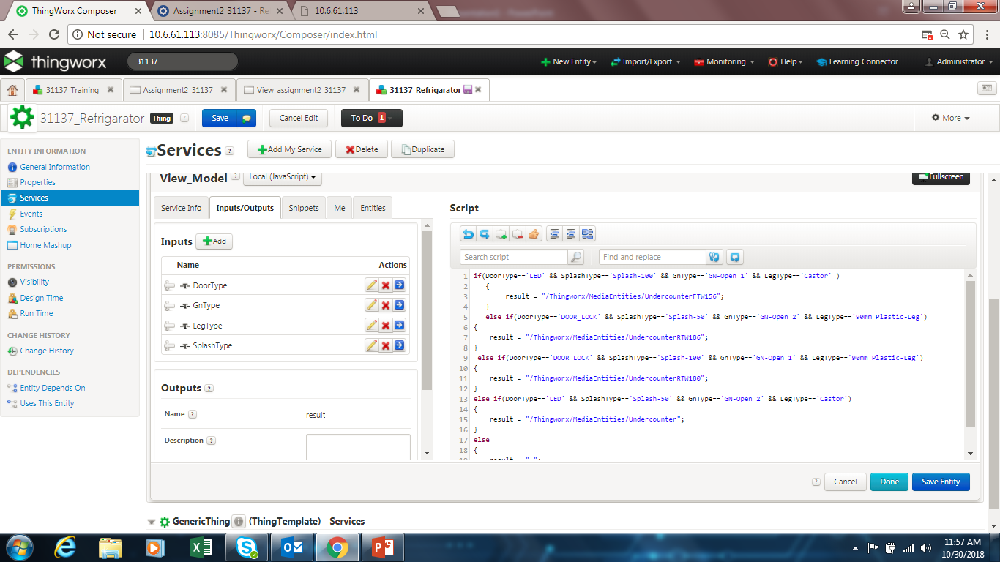 ThingWorx Composer
Assignment2_31137 - Re
10.6.61.113
Not secure
10.6.61.113:8085/Thingworx/Composer/index.html
thingworx
31137
New Entity
Import/Export
Monitoring
Help
Learning Connector
Administrator
31137_Training
Assignment2_31137
View_assignment2_31137
31137_Refrigarator
31137_Refrigarator
Thing
?
Save
Cancel Edit
To Do 1
More
ENTITY INFORMATION
General Information
Properties
Services
Events
Subscriptions
Home Mashup
PERMISSIONS
Visibility
Design Time
Run Time
CHANGE HISTORY
Change History
DEPENDENCIES
Entity Depends On
Uses This Entity
Services ?
Add My Service
Delete
Duplicate
View_Model ?
Local (JavaScript)
Fullscreen
Service Info
Inputs/Outputs
Snippets
Me
Entities
Inputs
Add
Name
Actions
DoorType
GnType
LegType
SplashType
Outputs ?
Name ?
result
Description ?
Script
Search script
Find and replace
1 if(DoorType=='LED' && SplashType=='Splash-100' && GnType=='GN-Open 1' && LegType=='Castor' )
2 {
3 result = "/Thingworx/MediaEntities/UndercounterFTW156";
4 }
5 else if(DoorType=='DOOR_LOCK' && SplashType=='Splash-50' && GnType=='GN-Open 2' && LegType=='90mm Plastic-Leg')
6 {
7 result = "/Thingworx/MediaEntities/UndercounterRTW186";
8 }
9 else if(DoorType=='DOOR_LOCK' && SplashType=='Splash-100' && GnType=='GN-Open 1' && LegType=='90mm Plastic-Leg')
10 {
11 result = "/Thingworx/MediaEntities/UndercounterRTW180";
12 }
13 else if(DoorType=='LED' && SplashType=='Splash-50' && GnType=='GN-Open 2' && LegType=='Castor')
14 {
15 result = "/Thingworx/MediaEntities/Undercounter";
16 }
17 else
18 {
19 result = " ";
?
Cancel
Done
Save Entity
GenericThing (ThingTemplate) - Services
11:57 AM
10/30/2018